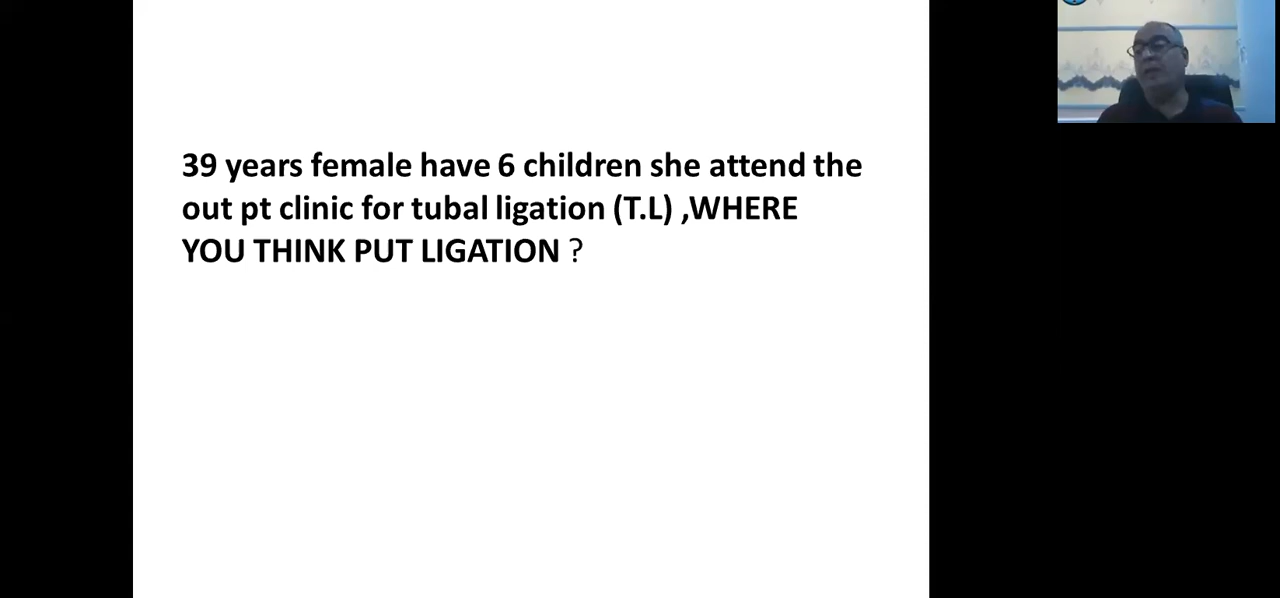 39 years female have 6 children she attend the
out pt clinic for tubal ligation (T.L) ,WHERE
YOU THINK PUT LIGATION ?